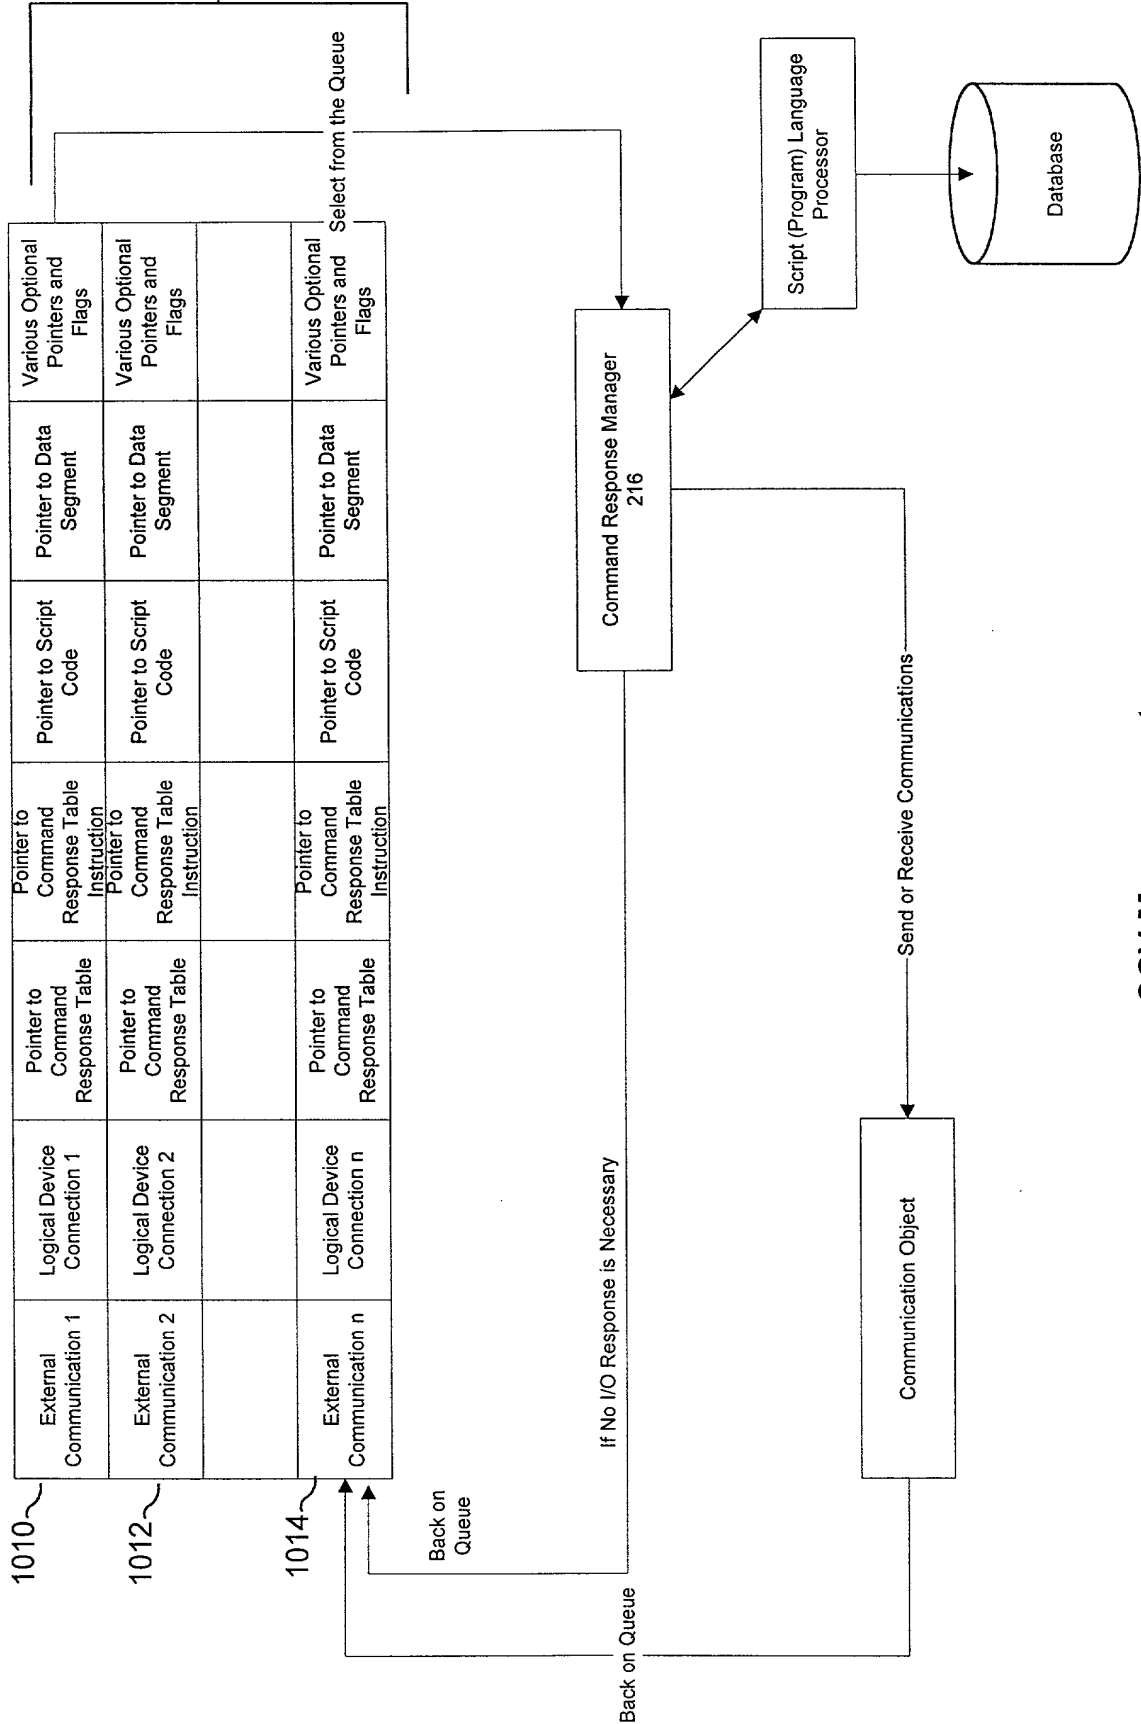 1010
External
Communication 1
Logical Device
Connection 1
Pointer to
Command
Response Table
Pointer to
Command
Response Table
Instruction
Pointer to Script
Code
Pointer to Data
Segment
Various Optional
Pointers and
Flags
1012
External
Communication 2
Logical Device
Connection 2
Pointer to
Command
Response Table
Pointer to
Command
Response Table
Instruction
Pointer to Script
Code
Pointer to Data
Segment
Various Optional
Pointers and
Flags
1014
External
Communication n
Logical Device
Connection n
Pointer to
Command
Response Table
Pointer to
Command
Response Table
Instruction
Pointer to Script
Code
Pointer to Data
Segment
Various Optional
Pointers and
Flags
Select from the Queue
Back on
Queue
If No I/O Response is Necessary
Command Response Manager
216
Script (Program) Language
Processor
Back on Queue
Send or Receive Communications
Communication Object
Database